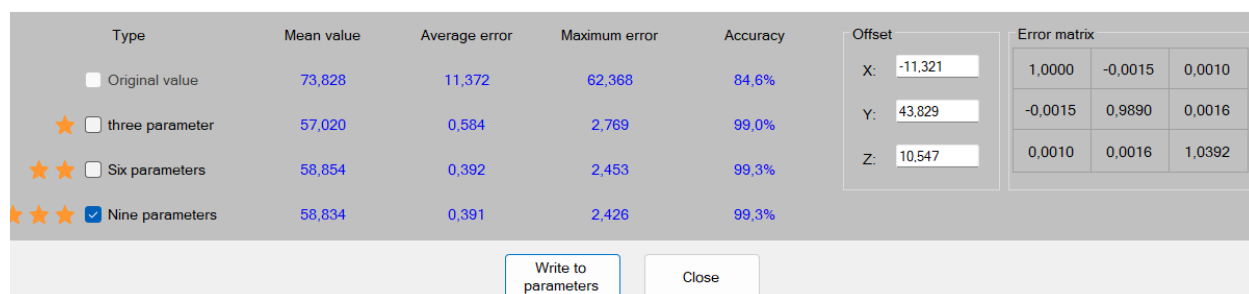 Type Mean value Average error Maximum error Accuracy Offset Error matrix
Original value 73,828 11,372 62,368 84,6% X: -11,321 1,0000 -0,0015 0,0010
three parameter 57,020 0,584 2,769 99,0% Y: 43,829 -0,0015 0,9890 0,0016
Six parameters 58,854 0,392 2,453 99,3% Z: 10,547 0,0010 0,0016 1,0392
Nine parameters 58,834 0,391 2,426 99,3%
Write to
parameters Close